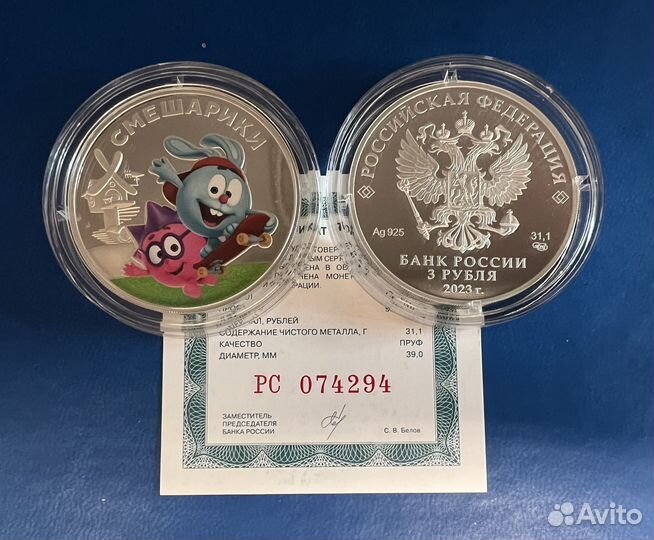 СМЕШАРИКИ
РОССИЙСКАЯ ФЕДЕРАЦИЯ
Ag 925
31,1
БАНК РОССИИ
3 РУБЛЯ
2023 г.
РУБЛЕЙ
СОДЕРЖАНИЕ ЧИСТОГО МЕТАЛЛА, Г 31,1
КАЧЕСТВО ПРУФ
ДИАМЕТР, ММ 39,0
РС 074294
ЗАМЕСТИТЕЛЬ
ПРЕДСЕДАТЕЛЯ
БАНКА РОССИИ
С. В. Белов
Avito